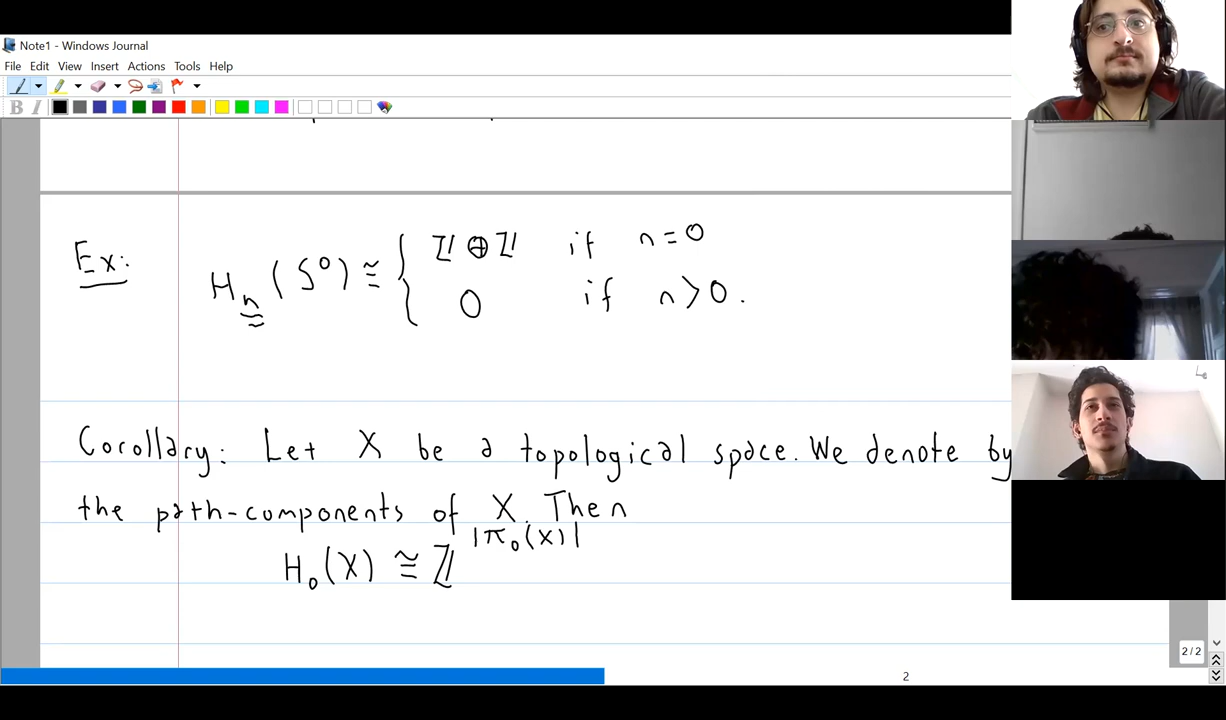 Note1 - Windows Journal
File Edit View Insert Actions Tools Help
B I
Ex: Hₙ(S⁰) ≅ { ℤ ⊕ ℤ if n = 0
0 if n > 0.
Corollary: Let X be a topological space. We denote by
the path-components of X. Then
H₀(X) ≅ ℤ^|π₀(X)|
2 / 2
2